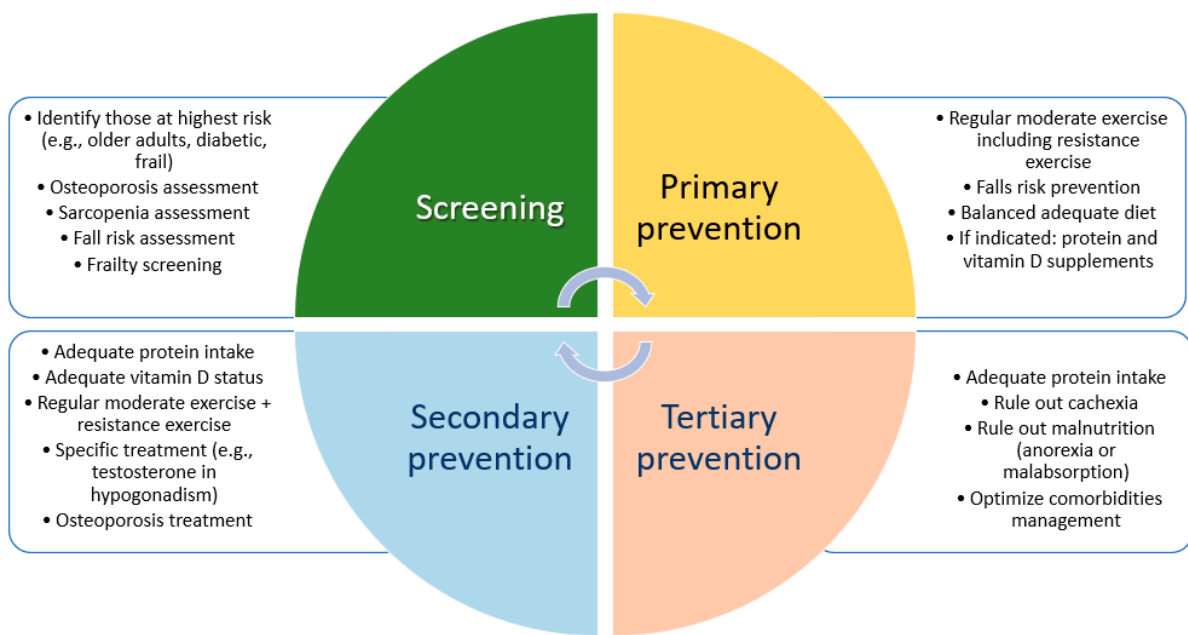 • Identify those at highest risk
(e.g., older adults, diabetic,
frail)
• Osteoporosis assessment
• Sarcopenia assessment
• Fall risk assessment
• Frailty screening
Screening
Primary
prevention
• Regular moderate exercise
including resistance
exercise
• Falls risk prevention
• Balanced adequate diet
• If indicated: protein and
vitamin D supplements
• Adequate protein intake
• Adequate vitamin D status
• Regular moderate exercise +
resistance exercise
• Specific treatment (e.g.,
testosterone in
hypogonadism)
• Osteoporosis treatment
Secondary
prevention
Tertiary
prevention
• Adequate protein intake
• Rule out cachexia
• Rule out malnutrition
(anorexia or
malabsorption)
• Optimize comorbidities
management